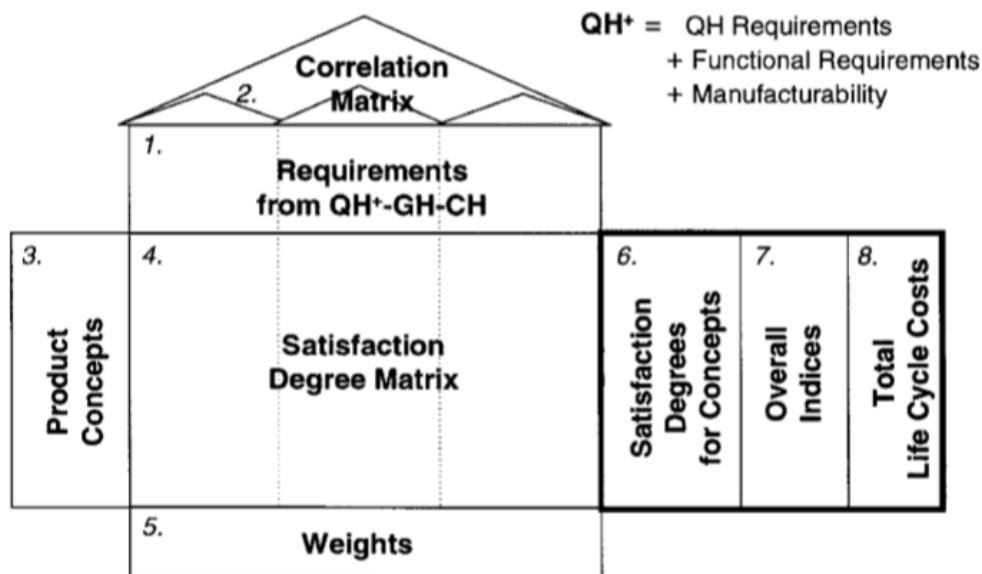 QH⁺ = QH Requirements
+ Functional Requirements
+ Manufacturability
Correlation
2.
Matrix
1.
Requirements
from QH⁺-GH-CH
3.
Product
Concepts
4.
Satisfaction
Degree Matrix
6.
Satisfaction
Degrees
for Concepts
7.
Overall
Indices
8.
Total
Life Cycle Costs
5.
Weights